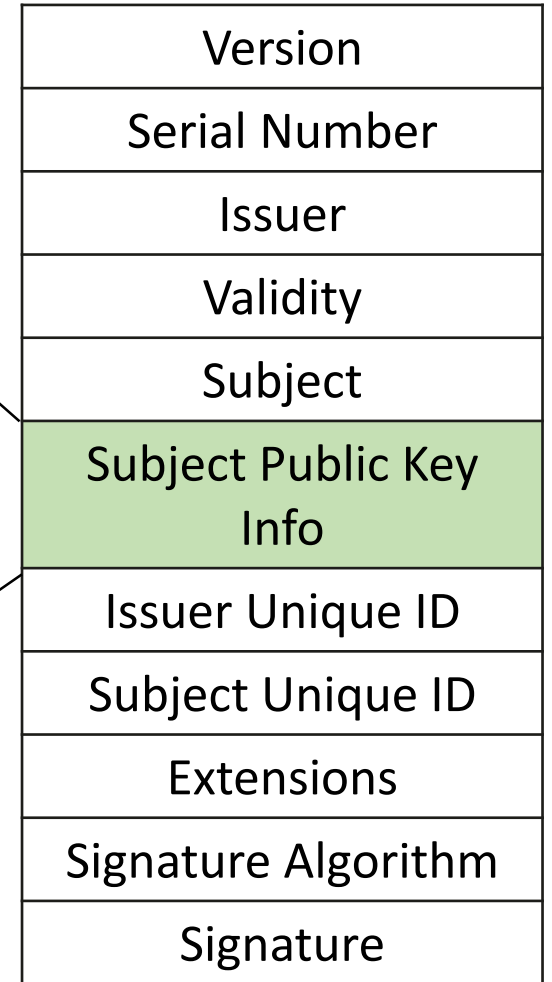 Version
Serial Number
Issuer
Validity
Subject
Subject Public Key
Info
Issuer Unique ID
Subject Unique ID
Extensions
Signature Algorithm
Signature